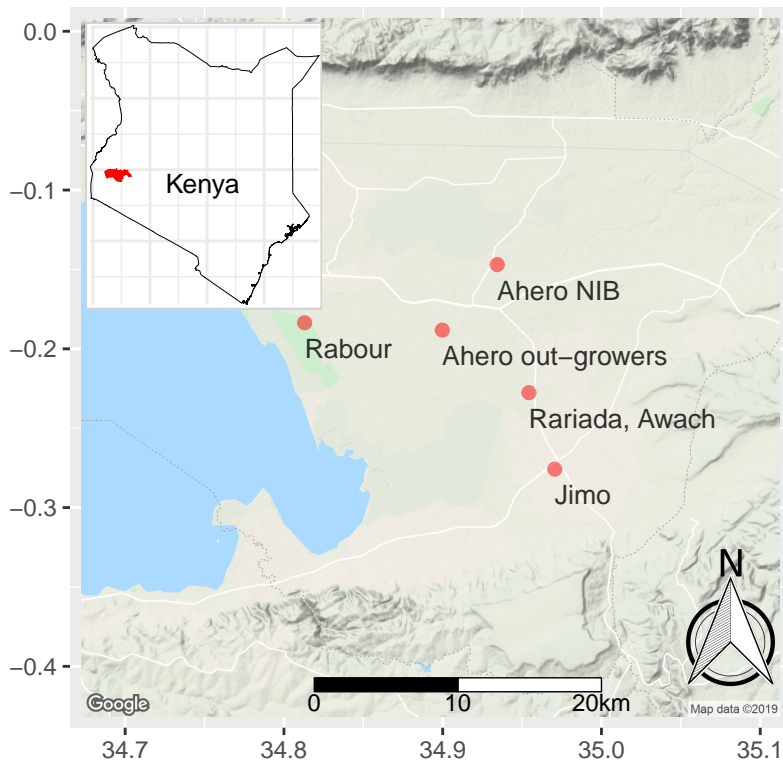 0.0
−0.1
−0.2
−0.3
−0.4
Kenya
Ahero NIB
Rabour
Ahero out−growers
Rariada, Awach
Jimo
N
0
10
20km
Google
Map data ©2019
34.7
34.8
34.9
35.0
35.1